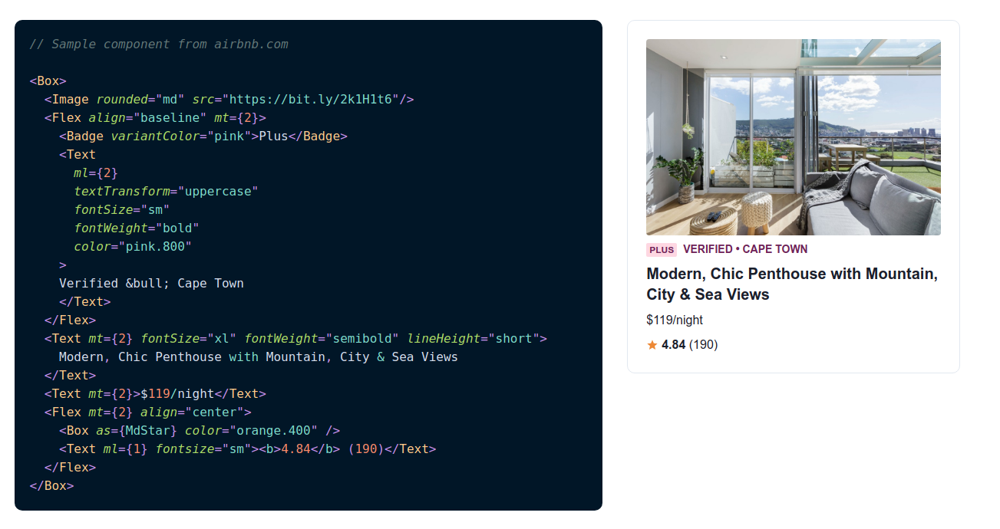 // Sample component from airbnb.com
<Box>
<Image rounded="md" src="https://bit.ly/2k1H1t6"/>
<Flex align="baseline" mt={2}>
<Badge variantColor="pink">Plus</Badge>
<Text
ml={2}
textTransform="uppercase"
fontSize="sm"
fontWeight="bold"
color="pink.800"
>
Verified &bull; Cape Town
</Text>
</Flex>
<Text mt={2} fontSize="xl" fontWeight="semibold" lineHeight="short">
Modern, Chic Penthouse with Mountain, City & Sea Views
</Text>
<Text mt={2}>$119/night</Text>
<Flex mt={2} align="center">
<Box as={MdStar} color="orange.400" />
<Text ml={1} fontsize="sm"><b>4.84</b> (190)</Text>
</Flex>
</Box>
PLUS VERIFIED • CAPE TOWN
Modern, Chic Penthouse with Mountain,
City & Sea Views
$119/night
★ 4.84 (190)